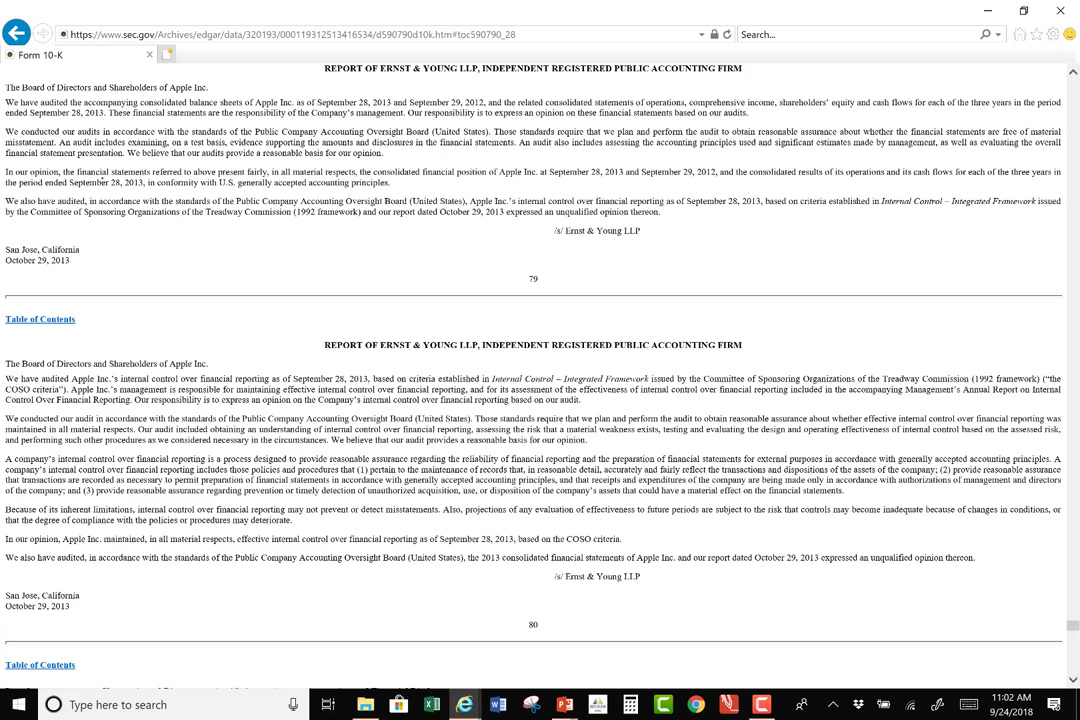 https://www.sec.gov/Archives/edgar/data/320193/000119312513416534/d590790d10k.htm#toc590790_28
Search...
Form 10-K
REPORT OF ERNST & YOUNG LLP, INDEPENDENT REGISTERED PUBLIC ACCOUNTING FIRM
The Board of Directors and Shareholders of Apple Inc.
We have audited the accompanying consolidated balance sheets of Apple Inc. as of September 28, 2013 and September 29, 2012, and the related consolidated statements of operations, comprehensive income, shareholders' equity and cash flows for each of the three years in the period
ended September 28, 2013. These financial statements are the responsibility of the Company's management. Our responsibility is to express an opinion on these financial statements based on our audits.
We conducted our audits in accordance with the standards of the Public Company Accounting Oversight Board (United States). Those standards require that we plan and perform the audit to obtain reasonable assurance about whether the financial statements are free of material
misstatement. An audit includes examining, on a test basis, evidence supporting the amounts and disclosures in the financial statements. An audit also includes assessing the accounting principles used and significant estimates made by management, as well as evaluating the overall
financial statement presentation. We believe that our audits provide a reasonable basis for our opinion.
In our opinion, the financial statements referred to above present fairly, in all material respects, the consolidated financial position of Apple Inc. at September 28, 2013 and September 29, 2012, and the consolidated results of its operations and its cash flows for each of the three years in
the period ended September 28, 2013, in conformity with U.S. generally accepted accounting principles.
We also have audited, in accordance with the standards of the Public Company Accounting Oversight Board (United States), Apple Inc.'s internal control over financial reporting as of September 28, 2013, based on criteria established in Internal Control – Integrated Framework issued
by the Committee of Sponsoring Organizations of the Treadway Commission (1992 framework) and our report dated October 29, 2013 expressed an unqualified opinion thereon.
/s/ Ernst & Young LLP
San Jose, California
October 29, 2013
79
Table of Contents
REPORT OF ERNST & YOUNG LLP, INDEPENDENT REGISTERED PUBLIC ACCOUNTING FIRM
The Board of Directors and Shareholders of Apple Inc.
We have audited Apple Inc.'s internal control over financial reporting as of September 28, 2013, based on criteria established in Internal Control – Integrated Framework issued by the Committee of Sponsoring Organizations of the Treadway Commission (1992 framework) ("the
COSO criteria"). Apple Inc.'s management is responsible for maintaining effective internal control over financial reporting, and for its assessment of the effectiveness of internal control over financial reporting included in the accompanying Management's Annual Report on Internal
Control Over Financial Reporting. Our responsibility is to express an opinion on the Company's internal control over financial reporting based on our audit.
We conducted our audit in accordance with the standards of the Public Company Accounting Oversight Board (United States). Those standards require that we plan and perform the audit to obtain reasonable assurance about whether effective internal control over financial reporting was
maintained in all material respects. Our audit included obtaining an understanding of internal control over financial reporting, assessing the risk that a material weakness exists, testing and evaluating the design and operating effectiveness of internal control based on the assessed risk,
and performing such other procedures as we considered necessary in the circumstances. We believe that our audit provides a reasonable basis for our opinion.
A company's internal control over financial reporting is a process designed to provide reasonable assurance regarding the reliability of financial reporting and the preparation of financial statements for external purposes in accordance with generally accepted accounting principles. A
company's internal control over financial reporting includes those policies and procedures that (1) pertain to the maintenance of records that, in reasonable detail, accurately and fairly reflect the transactions and dispositions of the assets of the company; (2) provide reasonable assurance
that transactions are recorded as necessary to permit preparation of financial statements in accordance with generally accepted accounting principles, and that receipts and expenditures of the company are being made only in accordance with authorizations of management and directors
of the company; and (3) provide reasonable assurance regarding prevention or timely detection of unauthorized acquisition, use, or disposition of the company's assets that could have a material effect on the financial statements.
Because of its inherent limitations, internal control over financial reporting may not prevent or detect misstatements. Also, projections of any evaluation of effectiveness to future periods are subject to the risk that controls may become inadequate because of changes in conditions, or
that the degree of compliance with the policies or procedures may deteriorate.
In our opinion, Apple Inc. maintained, in all material respects, effective internal control over financial reporting as of September 28, 2013, based on the COSO criteria.
We also have audited, in accordance with the standards of the Public Company Accounting Oversight Board (United States), the 2013 consolidated financial statements of Apple Inc. and our report dated October 29, 2013 expressed an unqualified opinion thereon.
/s/ Ernst & Young LLP
San Jose, California
October 29, 2013
80
Table of Contents
Type here to search
11:02 AM
9/24/2018